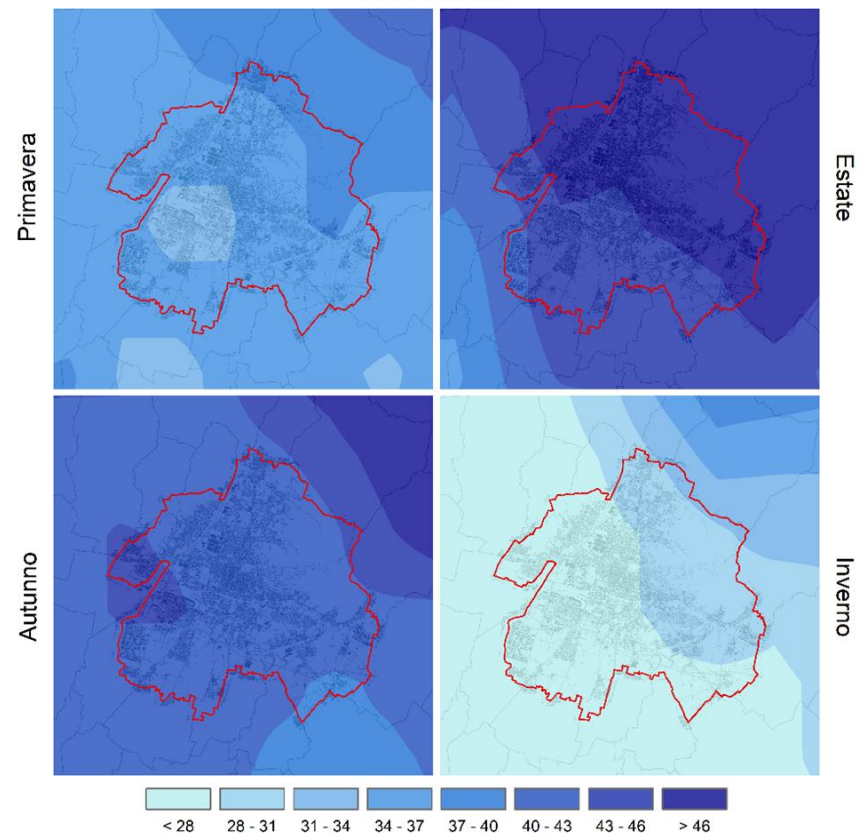 Primavera
Estate
Autunno
Inverno
< 28
28 - 31
31 - 34
34 - 37
37 - 40
40 - 43
43 - 46
> 46